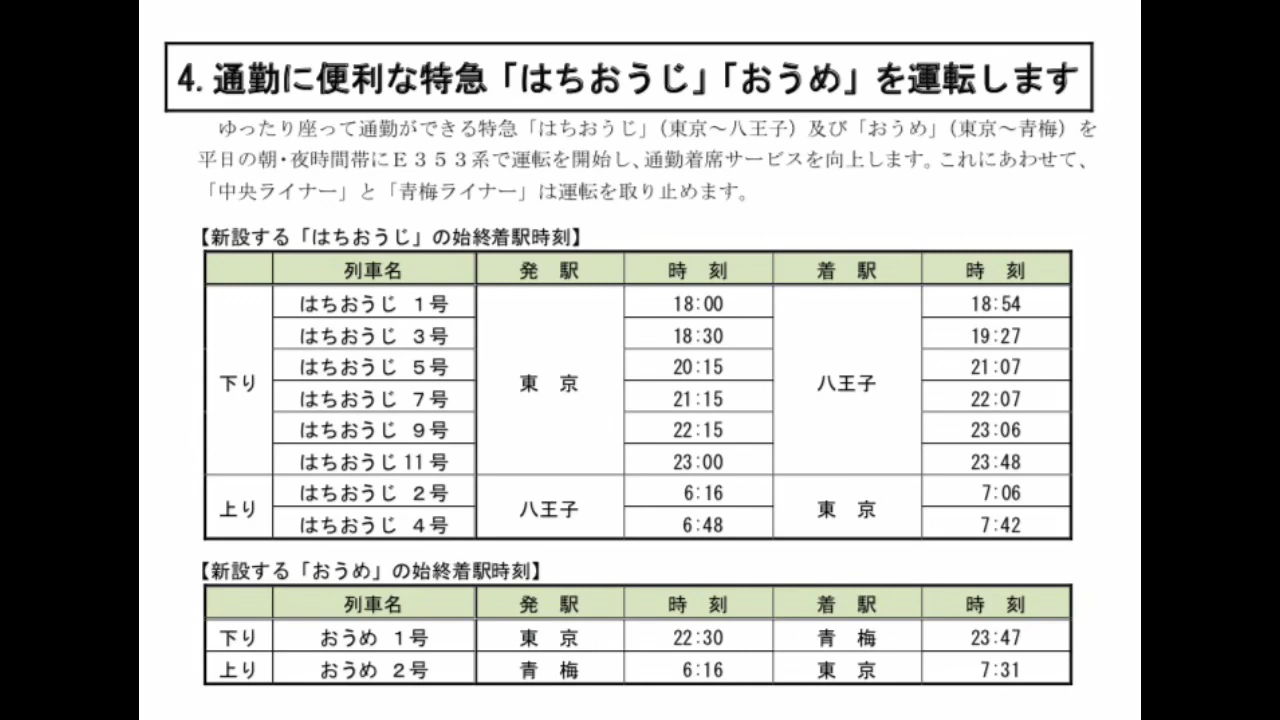 4. 通勤に便利な特急「はちおうじ」「おうめ」を運転します
ゆったり座って通勤ができる特急「はちおうじ」（東京～八王子）及び「おうめ」（東京～青梅）を
平日の朝・夜時間帯にＥ３５３系で運転を開始し、通勤着席サービスを向上します。これにあわせて、
「中央ライナー」と「青梅ライナー」は運転を取り止めます。
【新設する「はちおうじ」の始終着駅時刻】
列車名 発 駅 時 刻 着 駅 時 刻
下り はちおうじ 1号 東 京 18:00 八王子 18:54
はちおうじ 3号 18:30 19:27
はちおうじ 5号 20:15 21:07
はちおうじ 7号 21:15 22:07
はちおうじ 9号 22:15 23:06
はちおうじ 11号 23:00 23:48
上り はちおうじ 2号 八王子 6:16 東 京 7:06
はちおうじ 4号 6:48 7:42
【新設する「おうめ」の始終着駅時刻】
列車名 発 駅 時 刻 着 駅 時 刻
下り おうめ 1号 東 京 22:30 青 梅 23:47
上り おうめ 2号 青 梅 6:16 東 京 7:31